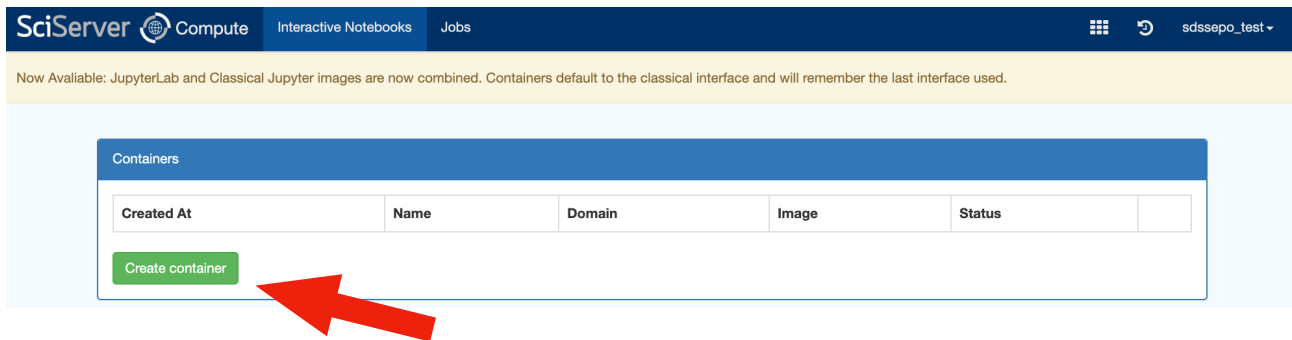 SciServer Compute Interactive Notebooks Jobs sdssepo_test
Now Avaliable: JupyterLab and Classical Jupyter images are now combined. Containers default to the classical interface and will remember the last interface used.
Containers
Created At Name Domain Image Status
Create container